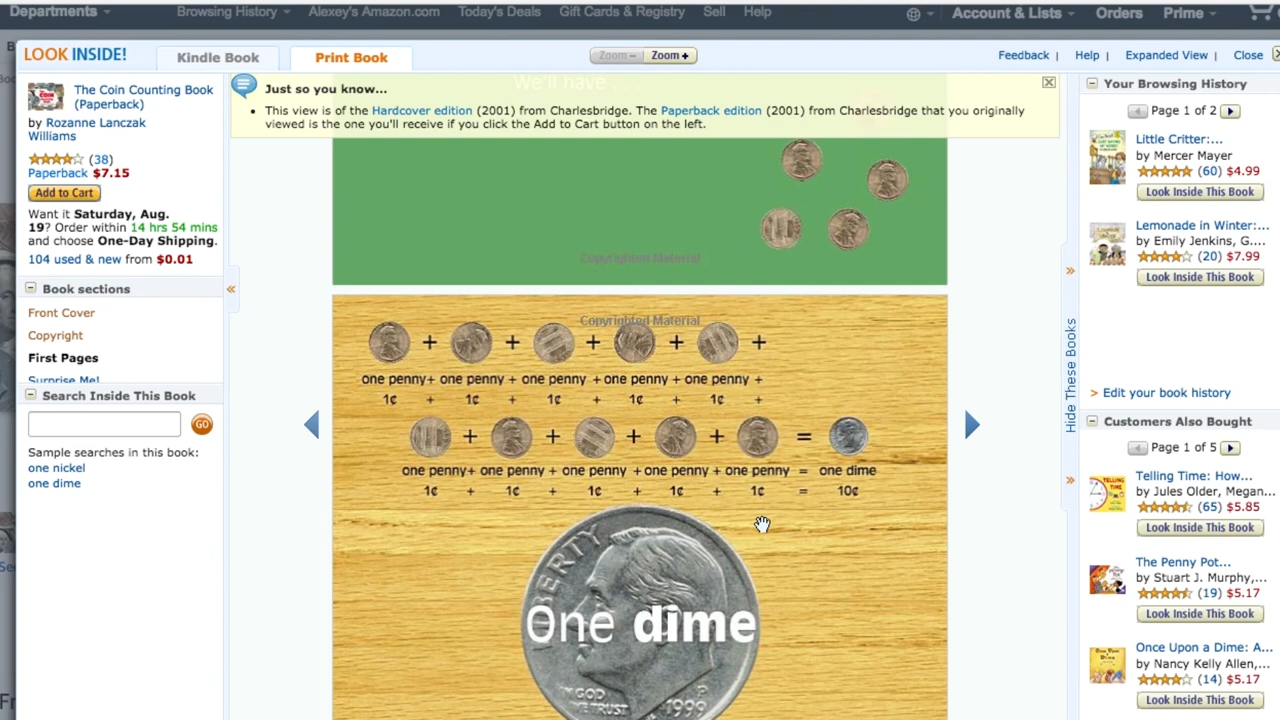 Departments
Browsing History
Alexey's Amazon.com
Today's Deals
Gift Cards & Registry
Sell
Help
Account & Lists
Orders
Prime
LOOK INSIDE!
Kindle Book
Print Book
Zoom −
Zoom +
Feedback |
Help |
Expanded View |
Close
The Coin Counting Book
(Paperback)
by Rozanne Lanczak
Williams
(38)
Paperback $7.15
Add to Cart
Want it Saturday, Aug.
19? Order within 14 hrs 54 mins
and choose One-Day Shipping.
104 used & new from $0.01
Book sections
Front Cover
Copyright
First Pages
Surprise Me!
Search Inside This Book
GO
Sample searches in this book:
one nickel
one dime
We'll have . . .
Just so you know...
• This view is of the Hardcover edition (2001) from Charlesbridge. The Paperback edition (2001) from Charlesbridge that you originally
viewed is the one you'll receive if you click the Add to Cart button on the left.
Copyrighted Material
Copyrighted Material
+ + + + +
one penny + one penny + one penny + one penny + one penny +
1¢ + 1¢ + 1¢ + 1¢ + 1¢ +
+ + + + =
one penny + one penny + one penny + one penny + one penny = one dime
1¢ + 1¢ + 1¢ + 1¢ + 1¢ = 10¢
LIBERTY
One dime
IN GOD
WE TRUST
P
1999
Hide These Books
Your Browsing History
Page 1 of 2
Little Critter:...
by Mercer Mayer
(60) $4.99
Look Inside This Book
Lemonade in Winter:...
by Emily Jenkins, G....
(20) $7.99
Look Inside This Book
> Edit your book history
Customers Also Bought
Page 1 of 5
Telling Time: How...
by Jules Older, Megan...
(65) $5.85
Look Inside This Book
The Penny Pot...
by Stuart J. Murphy,...
(19) $5.17
Look Inside This Book
Once Upon a Dime: A...
by Nancy Kelly Allen,...
(14) $5.17
Look Inside This Book